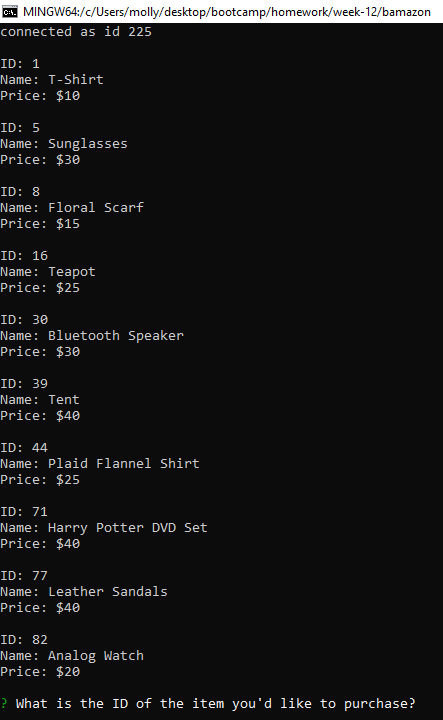 MINGW64:/c/Users/molly/desktop/bootcamp/homework/week-12/bamazon
connected as id 225
ID: 1
Name: T-Shirt
Price: $10
ID: 5
Name: Sunglasses
Price: $30
ID: 8
Name: Floral Scarf
Price: $15
ID: 16
Name: Teapot
Price: $25
ID: 30
Name: Bluetooth Speaker
Price: $30
ID: 39
Name: Tent
Price: $40
ID: 44
Name: Plaid Flannel Shirt
Price: $25
ID: 71
Name: Harry Potter DVD Set
Price: $40
ID: 77
Name: Leather Sandals
Price: $40
ID: 82
Name: Analog Watch
Price: $20
? What is the ID of the item you'd like to purchase?